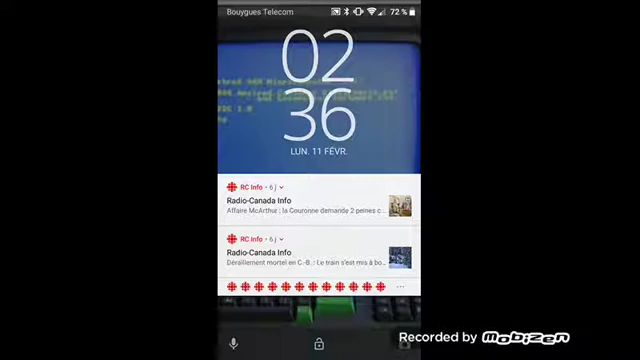 Bouygues Telecom
72 %
02
36
LUN. 11 FÉVR.
RC Info • 6 j
Radio-Canada Info
Affaire McArthur : la Couronne demande 2 peines c...
RC Info • 6 j
Radio-Canada Info
Déraillement mortel en C.-B. : Le train s'est mis à bo...
...
Recorded by MOBIZEN